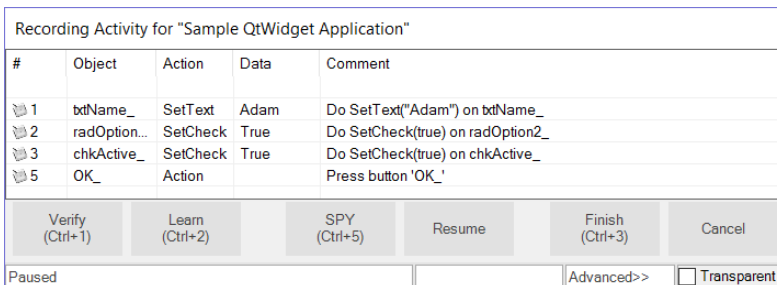 Recording Activity for "Sample QtWidget Application"
# Object Action Data Comment
1 txtName_ SetText Adam Do SetText("Adam") on txtName_
2 radOption... SetCheck True Do SetCheck(true) on radOption2_
3 chkActive_ SetCheck True Do SetCheck(true) on chkActive_
5 OK_ Action Press button 'OK_'
Verify (Ctrl+1) Learn (Ctrl+2) SPY (Ctrl+5) Resume Finish (Ctrl+3) Cancel
Paused Advanced>> Transparent